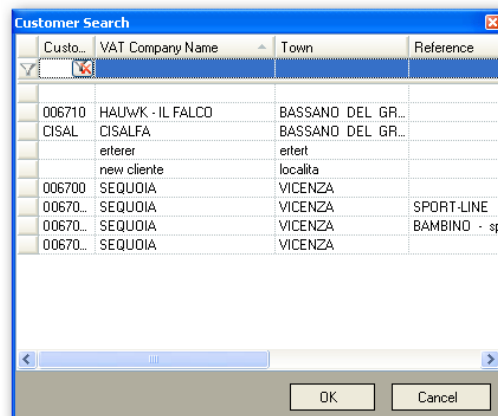 Customer Search
Custo... VAT Company Name Town Reference
006710 HAUWK - IL FALCO BASSANO DEL GR...
CISAL CISALFA BASSANO DEL GR...
erterer ertert
new cliente localita
006700 SEQUOIA VICENZA
00670... SEQUOIA VICENZA SPORT-LINE
00670... SEQUOIA VICENZA BAMBINO - sp
00670... SEQUOIA VICENZA
OK Cancel